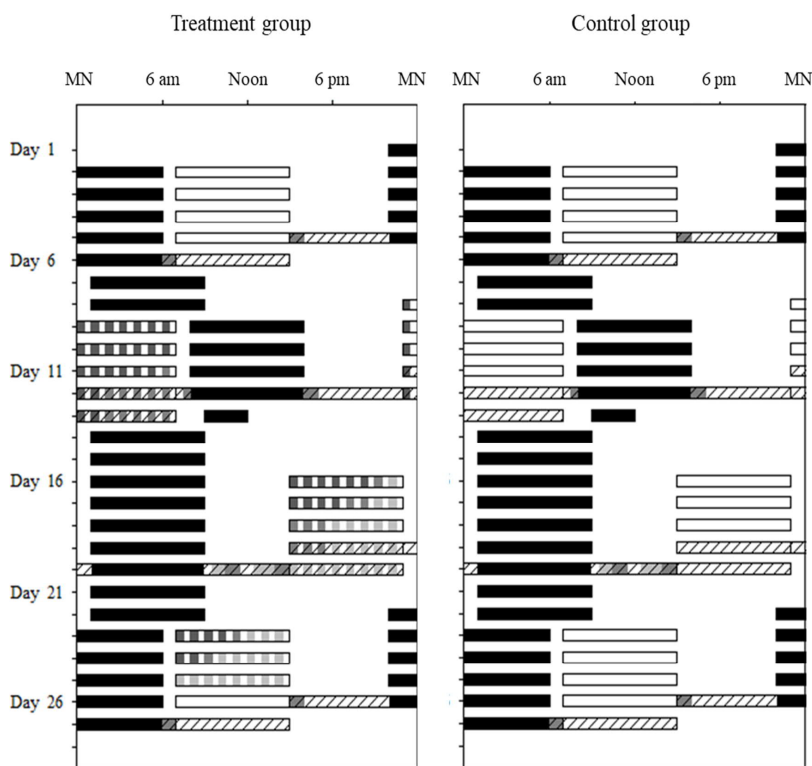 Treatment group Control group
MN 6 am Noon 6 pm MN MN 6 am Noon 6 pm MN
Day 1
Day 6
Day 11
Day 16
Day 21
Day 26